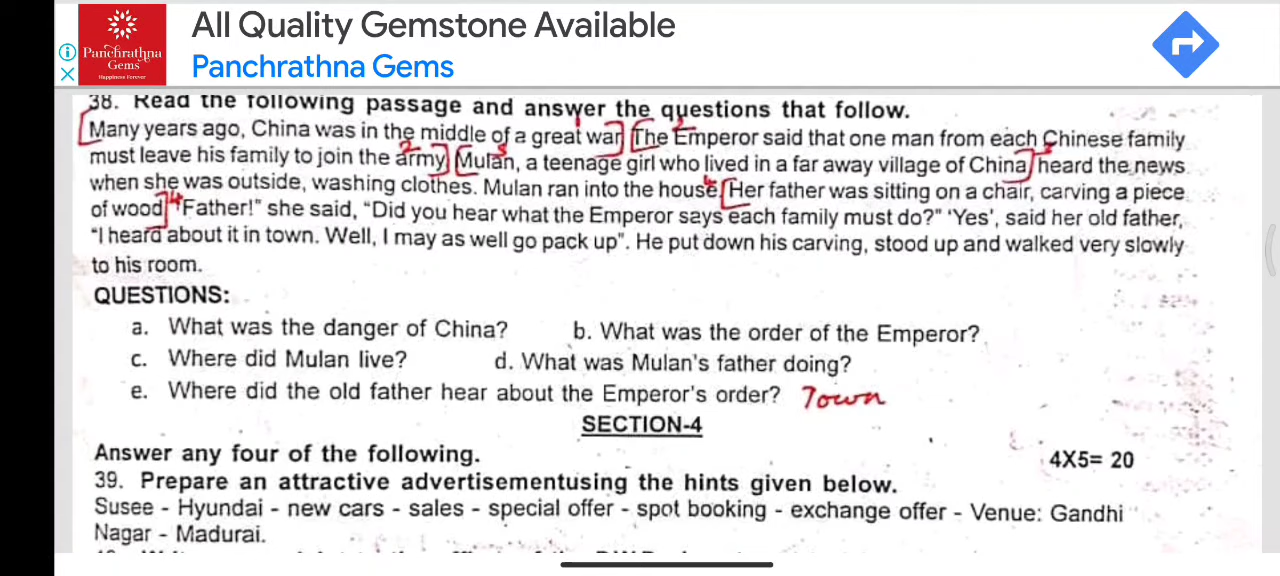 All Quality Gemstone Available
Panchrathna Gems
Panchrathna
Gems
Happiness Forever
38. Read the following passage and answer the questions that follow.
Many years ago, China was in the middle of a great war. The Emperor said that one man from each Chinese family
must leave his family to join the army. Mulan, a teenage girl who lived in a far away village of China, heard the news
when she was outside, washing clothes. Mulan ran into the house. Her father was sitting on a chair, carving a piece
of wood. "Father!" she said, "Did you hear what the Emperor says each family must do?" 'Yes', said her old father,
"I heard about it in town. Well, I may as well go pack up". He put down his carving, stood up and walked very slowly
to his room.
QUESTIONS:
a. What was the danger of China? b. What was the order of the Emperor?
c. Where did Mulan live? d. What was Mulan's father doing?
e. Where did the old father hear about the Emperor's order? Town
SECTION-4
Answer any four of the following. 4X5= 20
39. Prepare an attractive advertisementusing the hints given below.
Susee - Hyundai - new cars - sales - special offer - spot booking - exchange offer - Venue: Gandhi
Nagar - Madurai.